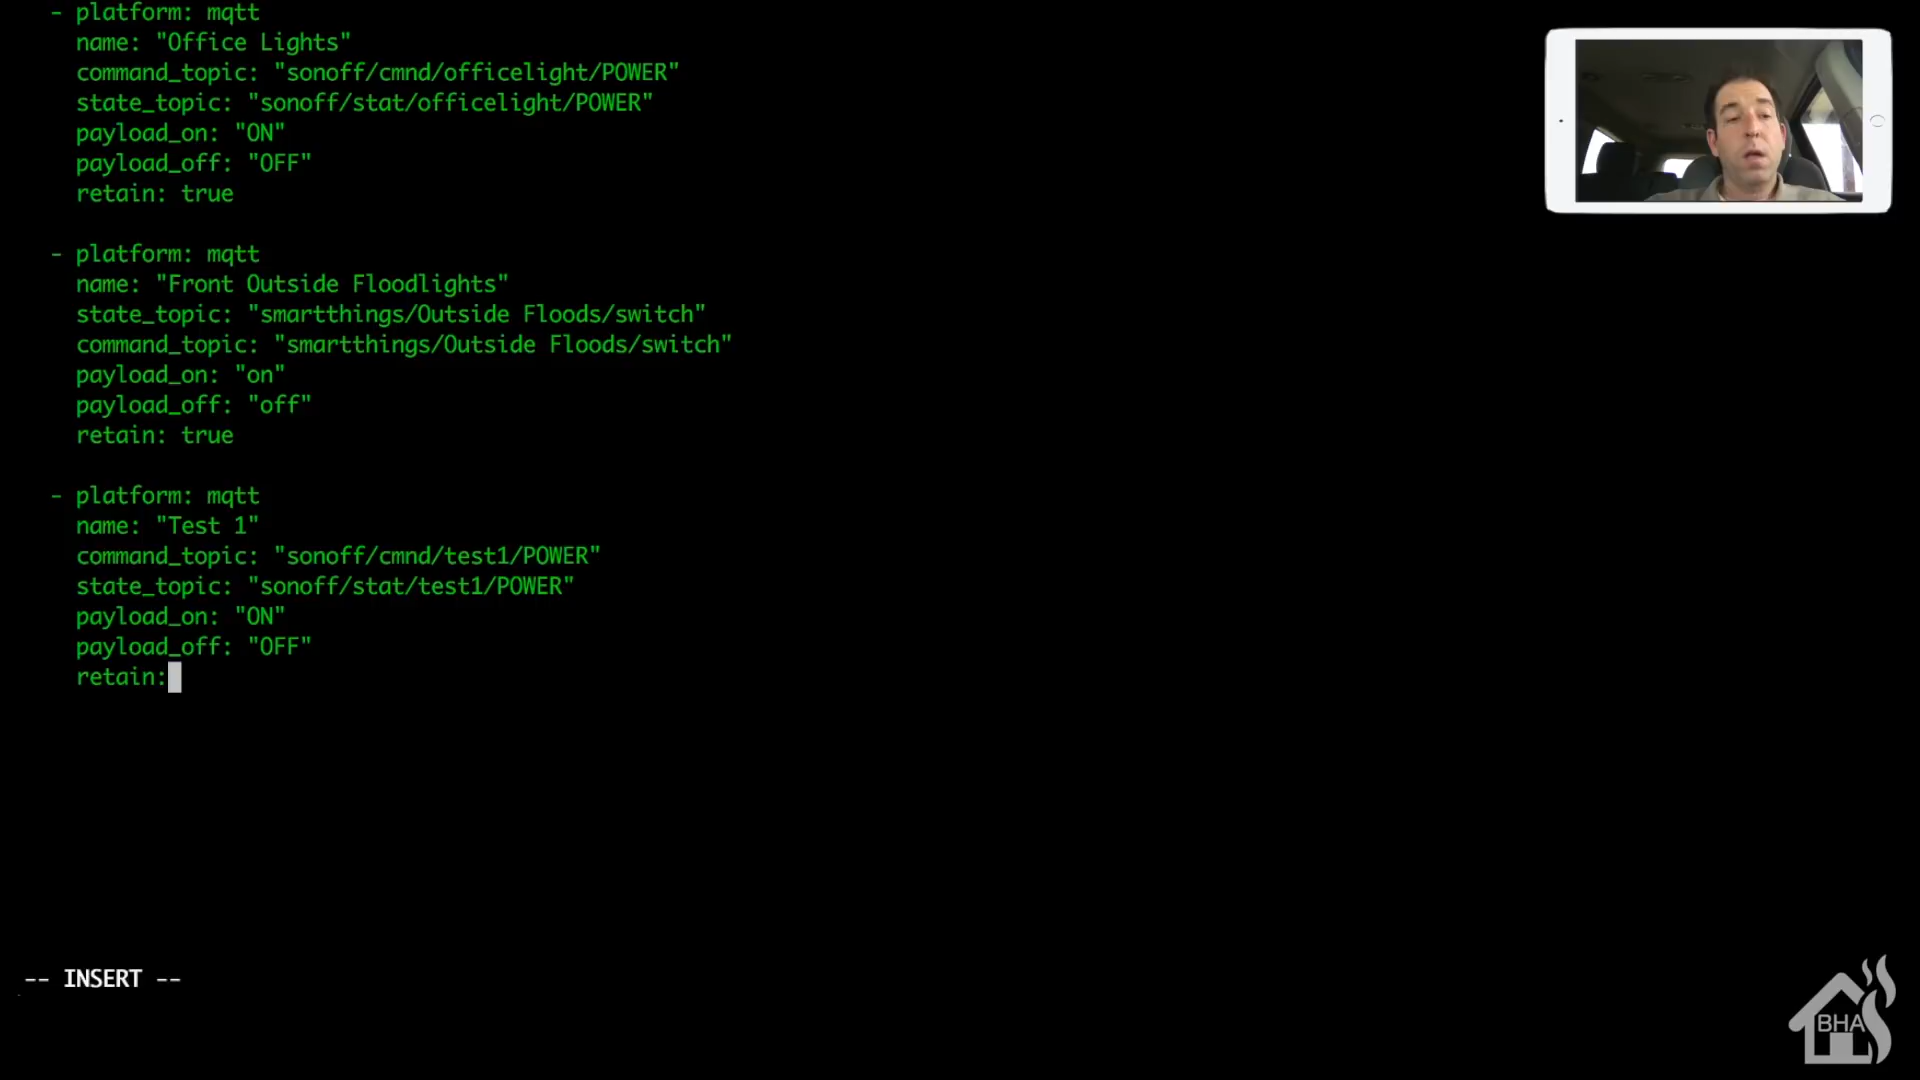 - platform: mqtt
name: "Office Lights"
command_topic: "sonoff/cmnd/officelight/POWER"
state_topic: "sonoff/stat/officelight/POWER"
payload_on: "ON"
payload_off: "OFF"
retain: true
- platform: mqtt
name: "Front Outside Floodlights"
state_topic: "smartthings/Outside Floods/switch"
command_topic: "smartthings/Outside Floods/switch"
payload_on: "on"
payload_off: "off"
retain: true
- platform: mqtt
name: "Test 1"
command_topic: "sonoff/cmnd/test1/POWER"
state_topic: "sonoff/stat/test1/POWER"
payload_on: "ON"
payload_off: "OFF"
retain:
-- INSERT --
BHA